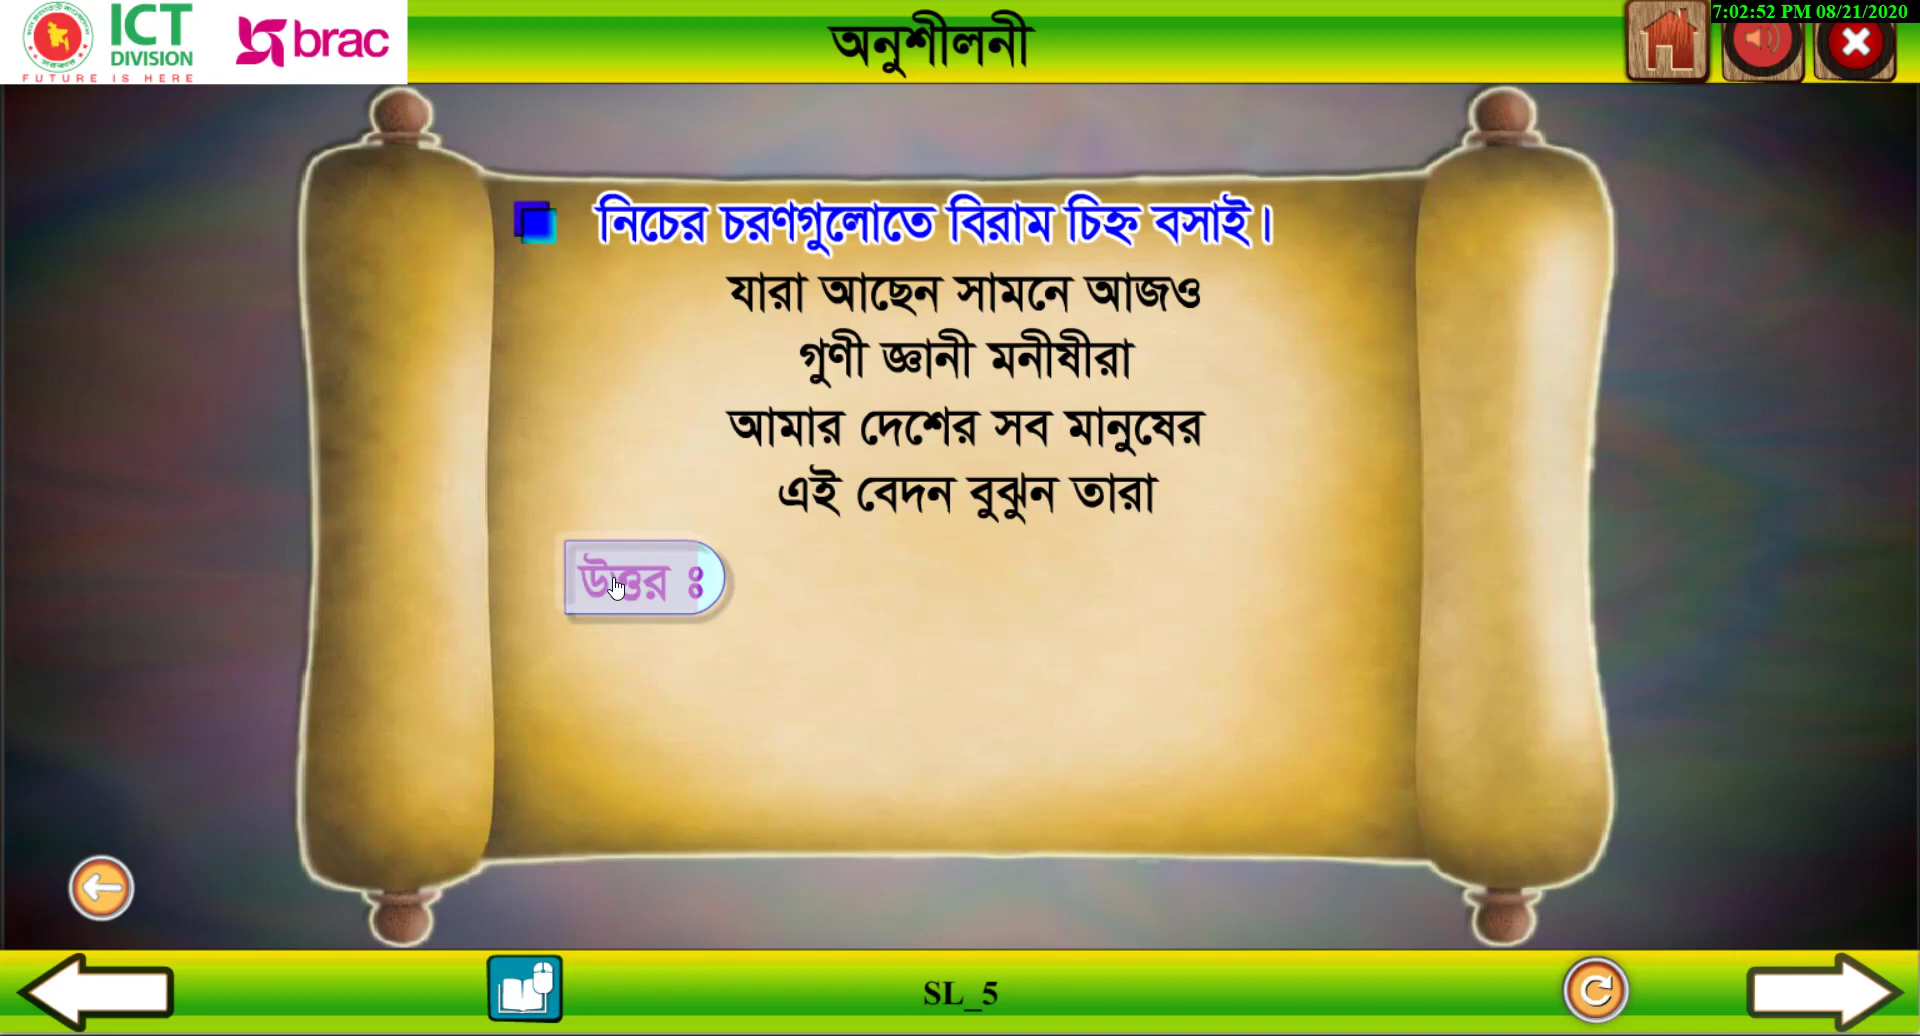 ICT
DIVISION
FUTURE IS HERE
brac
অনুশীলনী
7:02:52 PM 08/21/2020
নিচের চরণগুলোতে বিরাম চিহ্ন বসাই।
যারা আছেন সামনে আজও
গুণী জ্ঞানী মনীষীরা
আমার দেশের সব মানুষের
এই বেদন বুঝুন তারা
উত্তর ঃ
SL_5